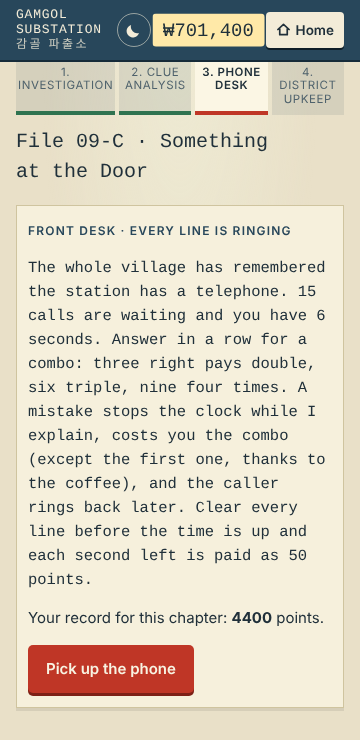 GAMGOL
SUBSTATION
감골 파출소
₩701,400
Home
1.
INVESTIGATION
2. CLUE
ANALYSIS
3. PHONE
DESK
4.
DISTRICT
UPKEEP
File 09-C · Something
at the Door
FRONT DESK · EVERY LINE IS RINGING
The whole village has remembered
the station has a telephone. 15
calls are waiting and you have 6
seconds. Answer in a row for a
combo: three right pays double,
six triple, nine four times. A
mistake stops the clock while I
explain, costs you the combo
(except the first one, thanks to
the coffee), and the caller
rings back later. Clear every
line before the time is up and
each second left is paid as 50
points.
Your record for this chapter: 4400 points.
Pick up the phone